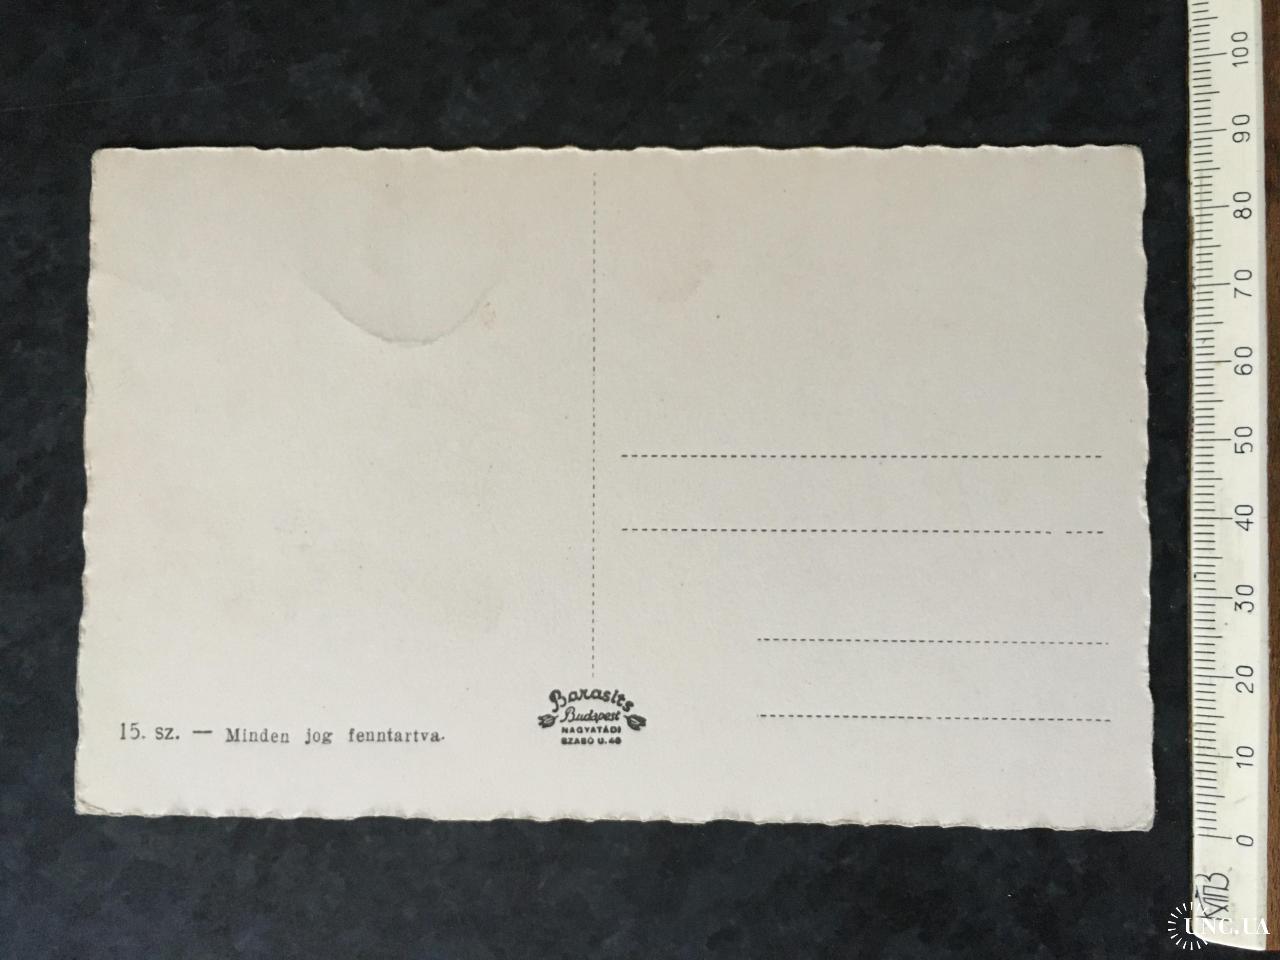 15. sz. — Minden jog fenntartva.
Barasits
Budapest
NAGYATÁDI
SZABÓ U. 46
100
90
80
70
60
50
40
30
20
10
0
UNC.UA